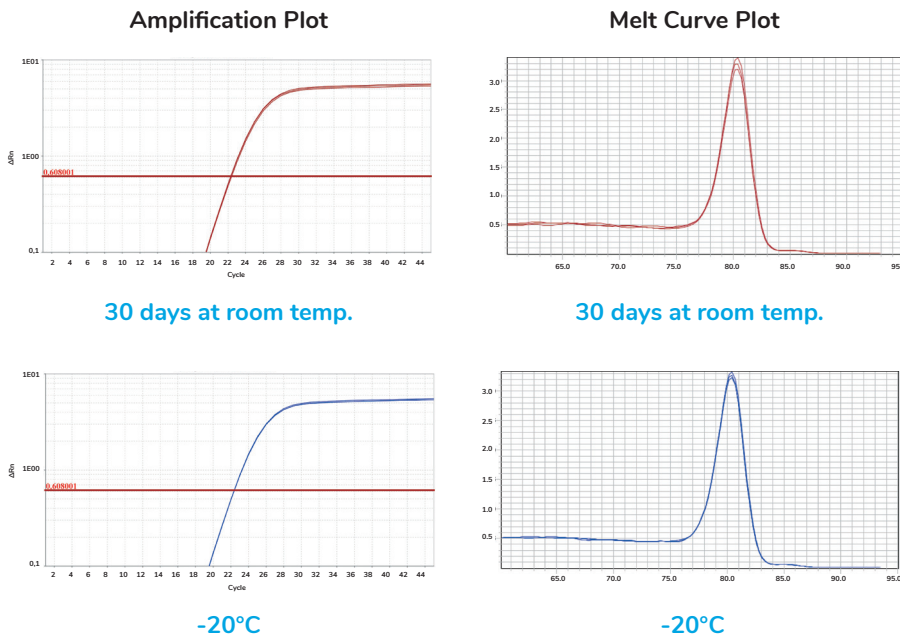 Amplification Plot
Melt Curve Plot
1E01
1E00
0,1
ΔRn
0.608001
2 4 6 8 10 12 14 16 18 20 22 24 26 28 30 32 34 36 38 40 42 44
Cycle
3.0
2.5
2.0
1.5
1.0
0.5
65.0 70.0 75.0 80.0 85.0 90.0 95
30 days at room temp.
30 days at room temp.
1E01
1E00
0,1
ΔRn
0.608001
2 4 6 8 10 12 14 16 18 20 22 24 26 28 30 32 34 36 38 40 42 44
Cycle
3.0
2.5
2.0
1.5
1.0
0.5
65.0 70.0 75.0 80.0 85.0 90.0 95.0
-20°C
-20°C